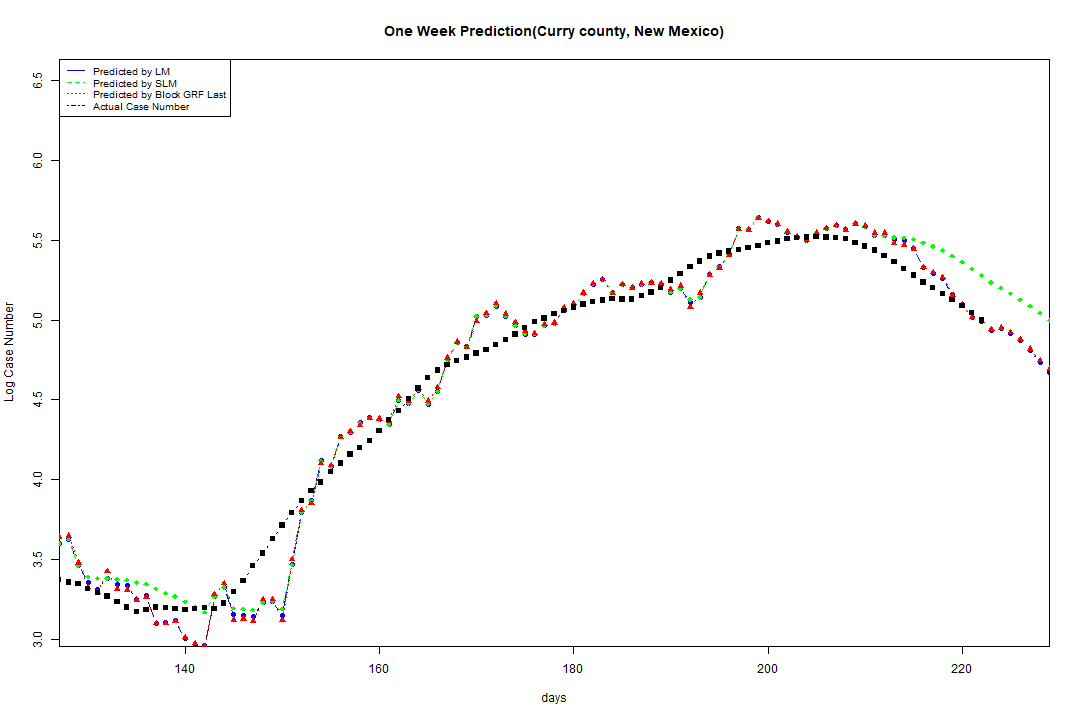 One Week Prediction(Curry county, New Mexico)
Predicted by LM
Predicted by SLM
Predicted by Block GRF Last
Actual Case Number
6.5
6.0
5.5
5.0
4.5
4.0
3.5
3.0
Log Case Number
140 160 180 200 220
days